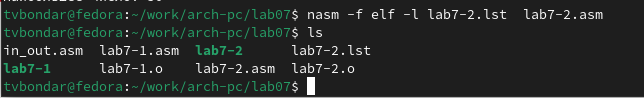 tvbondar@fedora:~/work/arch-pc/lab07$ nasm -f elf -l lab7-2.lst  lab7-2.asm
tvbondar@fedora:~/work/arch-pc/lab07$ ls
in_out.asm  lab7-1.asm  lab7-2      lab7-2.lst
lab7-1      lab7-1.o    lab7-2.asm  lab7-2.o
tvbondar@fedora:~/work/arch-pc/lab07$